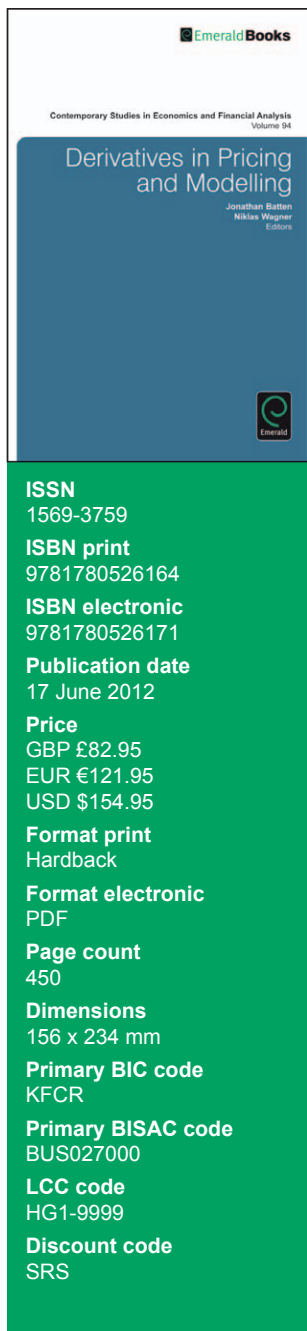 Emerald Books
Contemporary Studies in Economics and Financial Analysis
Volume 94
Derivatives in Pricing
and Modelling
Jonathan Batten
Niklas Wagner
Editors
Emerald
ISSN
1569-3759
ISBN print
9781780526164
ISBN electronic
9781780526171
Publication date
17 June 2012
Price
GBP £82.95
EUR €121.95
USD $154.95
Format print
Hardback
Format electronic
PDF
Page count
450
Dimensions
156 x 234 mm
Primary BIC code
KFCR
Primary BISAC code
BUS027000
LCC code
HG1-9999
Discount code
SRS